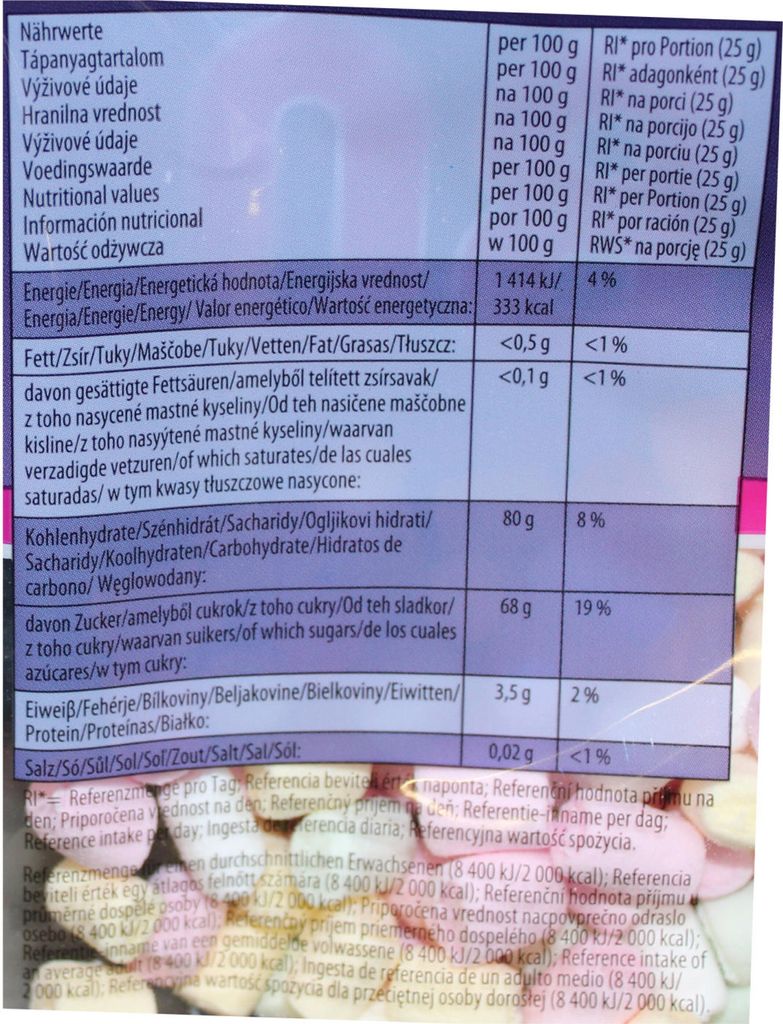 Nährwerte per 100 g RI* pro Portion (25 g)
Tápanyagtartalom per 100 g RI* adagonként (25 g)
Výživové údaje na 100 g RI* na porci (25 g)
Hranilna vrednost na 100 g RI* na porcijo (25 g)
Výživové údaje na 100 g RI* na porciu (25 g)
Voedingswaarde per 100 g RI* per portie (25 g)
Nutritional values per 100 g RI* per Portion (25 g)
Información nutricional por 100 g RI* por ración (25 g)
Wartość odżywcza w 100 g RWS* na porcję (25 g)
Energie/Energia/Energetická hodnota/Energijska vrednost/ 1 414 kJ/ 4 %
Energia/Energie/Energy/ Valor energético/Wartość energetyczna: 333 kcal
Fett/Zsír/Tuky/Maščobe/Tuky/Vetten/Fat/Grasas/Tłuszcz: <0,5 g <1 %
davon gesättigte Fettsäuren/amelyből telített zsírsavak/ <0,1 g <1 %
z toho nasycené mastné kyseliny/Od teh nasičene maščobne
kisline/z toho nasyýtené mastné kyseliny/waarvan
verzadigde vetzuren/of which saturates/de las cuales
saturadas/ w tym kwasy tłuszczowe nasycone:
Kohlenhydrate/Szénhidrát/Sacharidy/Ogljikovi hidrati/ 80 g 8 %
Sacharidy/Koolhydraten/Carbohydrate/Hidratos de
carbono/ Węglowodany:
davon Zucker/amelyből cukrok/z toho cukry/Od teh sladkor/ 68 g 19 %
z toho cukry/waarvan suikers/of which sugars/de los cuales
azúcares/w tym cukry:
Eiweiβ/Fehérje/Bílkoviny/Beljakovine/Bielkoviny/Eiwitten/ 3,5 g 2 %
Protein/Proteínas/Białko:
Salz/Só/Sůl/Sol/Soľ/Zout/Salt/Sal/Sól: 0,02 g <1 %
RI*= Referenzmenge pro Tag; Referencia beviteli érték naponta; Referenční hodnota příjmu na
den; Priporočena vrednost na dan; Referenčný príjem na deň; Referentie-inname per dag;
Reference intake per day; Ingesta de referencia diaria; Referencyjna wartość spożycia.
Referenzmenge für einen durchschnittlichen Erwachsenen (8 400 kJ/2 000 kcal); Referencia
beviteli érték egy átlagos felnőtt számára (8 400 kJ/2 000 kcal); Referenční hodnota příjmu
průměrné dospělé osoby (8 400 kJ/2 000 kcal); Priporočena vrednost nacpovprečno odraslo
osebo (8 400 kJ/2 000 kcal); Referenčný príjem priemerného dospelého (8 400 kJ/2 000 kcal);
Referentie-inname van een gemiddelde volwassene (8 400 kJ/2 000 kcal); Reference intake of
an average adult (8 400 kJ/2 000 kcal); Ingesta de referencia de un adulto medio (8 400 kJ/
2 000 kcal); Referencyjna wartość spożycia dla przeciętnej osoby dorosłej (8 400 kJ/2 000 kcal).